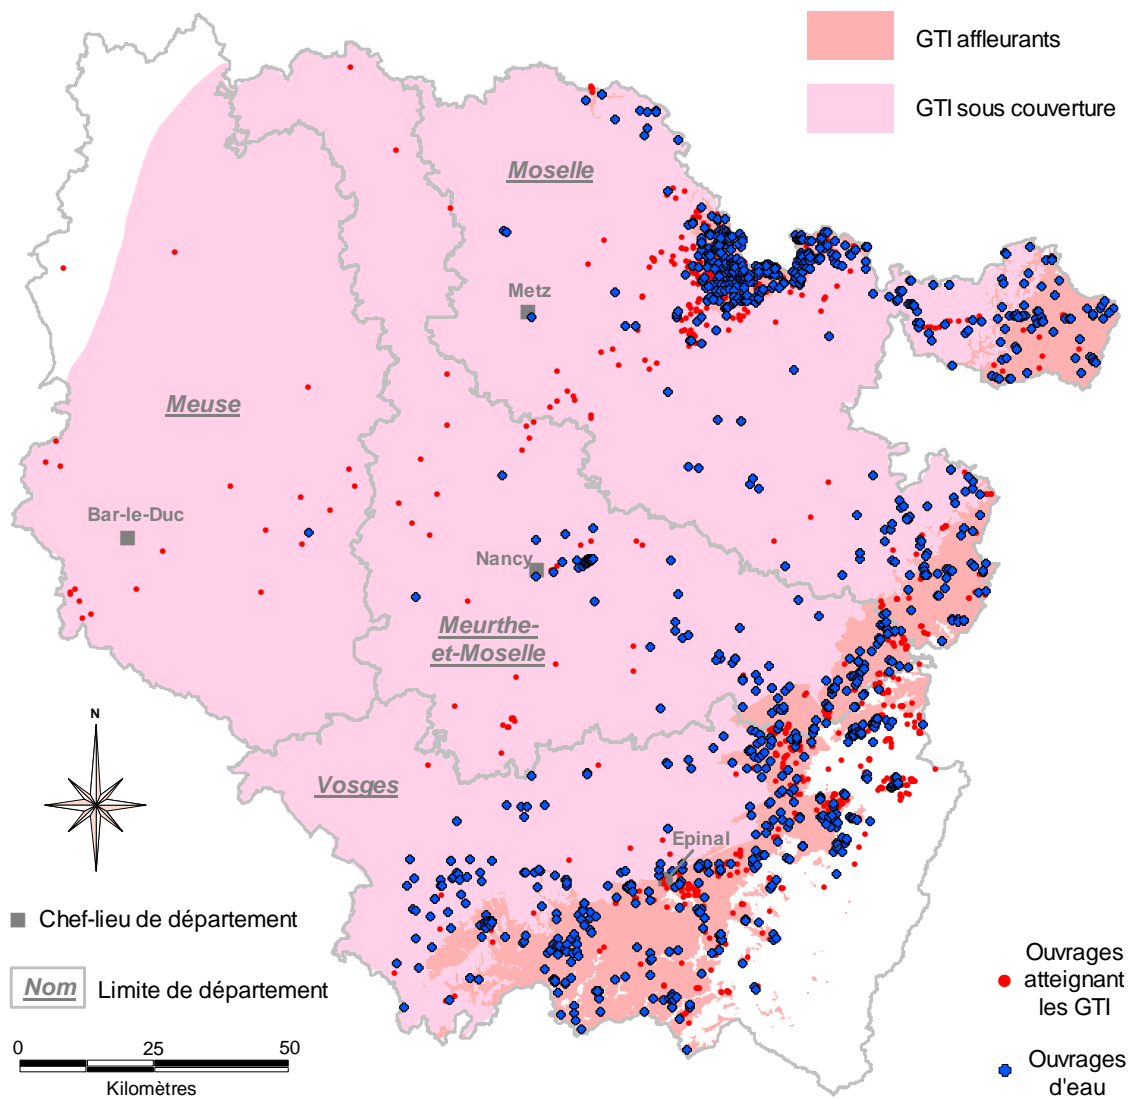 GTI affleurants
GTI sous couverture
Moselle
Metz
Meuse
Bar-le-Duc
Nancy
Meurthe-
et-Moselle
N
Vosges
Epinal
Chef-lieu de département
Nom Limite de département
0 25 50
Kilomètres
Ouvrages
atteignant
les GTI
Ouvrages
d'eau